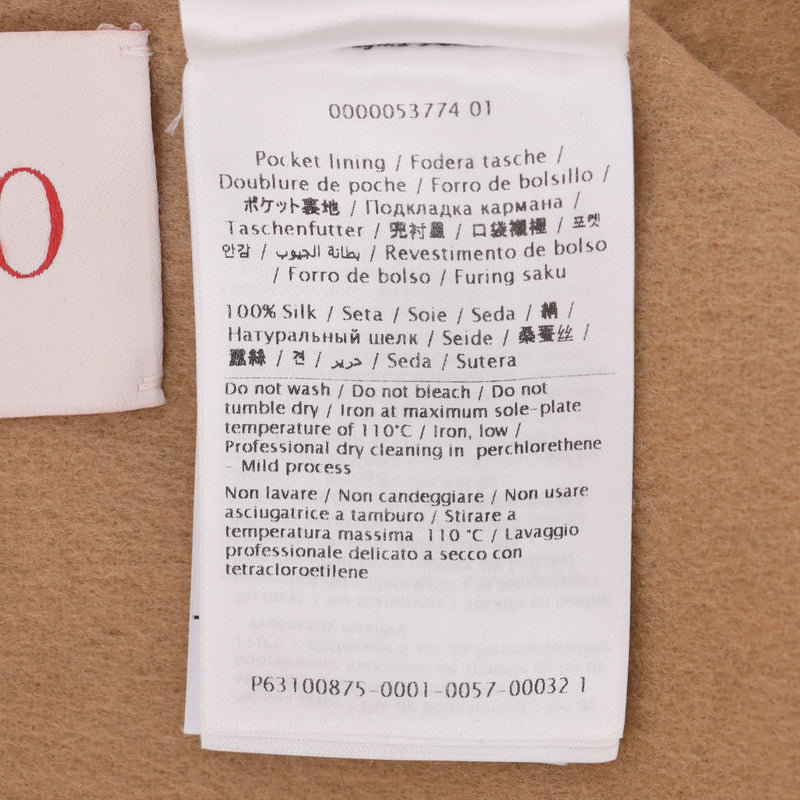 0000053774 01
Pocket lining / Fodera tasche /
Doublure de poche / Forro de bolsillo /
ポケット裏地 / Подкладка кармана /
Taschenfutter / 兜衬里 / 口袋襯裡 / 포켓
안감 / بطانة الجيوب / Revestimento de bolso
/ Forro de bolso / Furing saku
100% Silk / Seta / Soie / Seda / 絹 /
Натуральный шелк / Seide / 桑蚕丝 /
蠶絲 / 견 / حرير / Seda / Sutera
Do not wash / Do not bleach / Do not
tumble dry / Iron at maximum sole-plate
temperature of 110°C / Iron, low /
Professional dry cleaning in perchlorethene
- Mild process
Non lavare / Non candeggiare / Non usare
asciugatrice a tamburo / Stirare a
temperatura massima 110 °C / Lavaggio
professionale delicato a secco con
tetracloroetilene
P63100875-0001-0057-00032 1
O